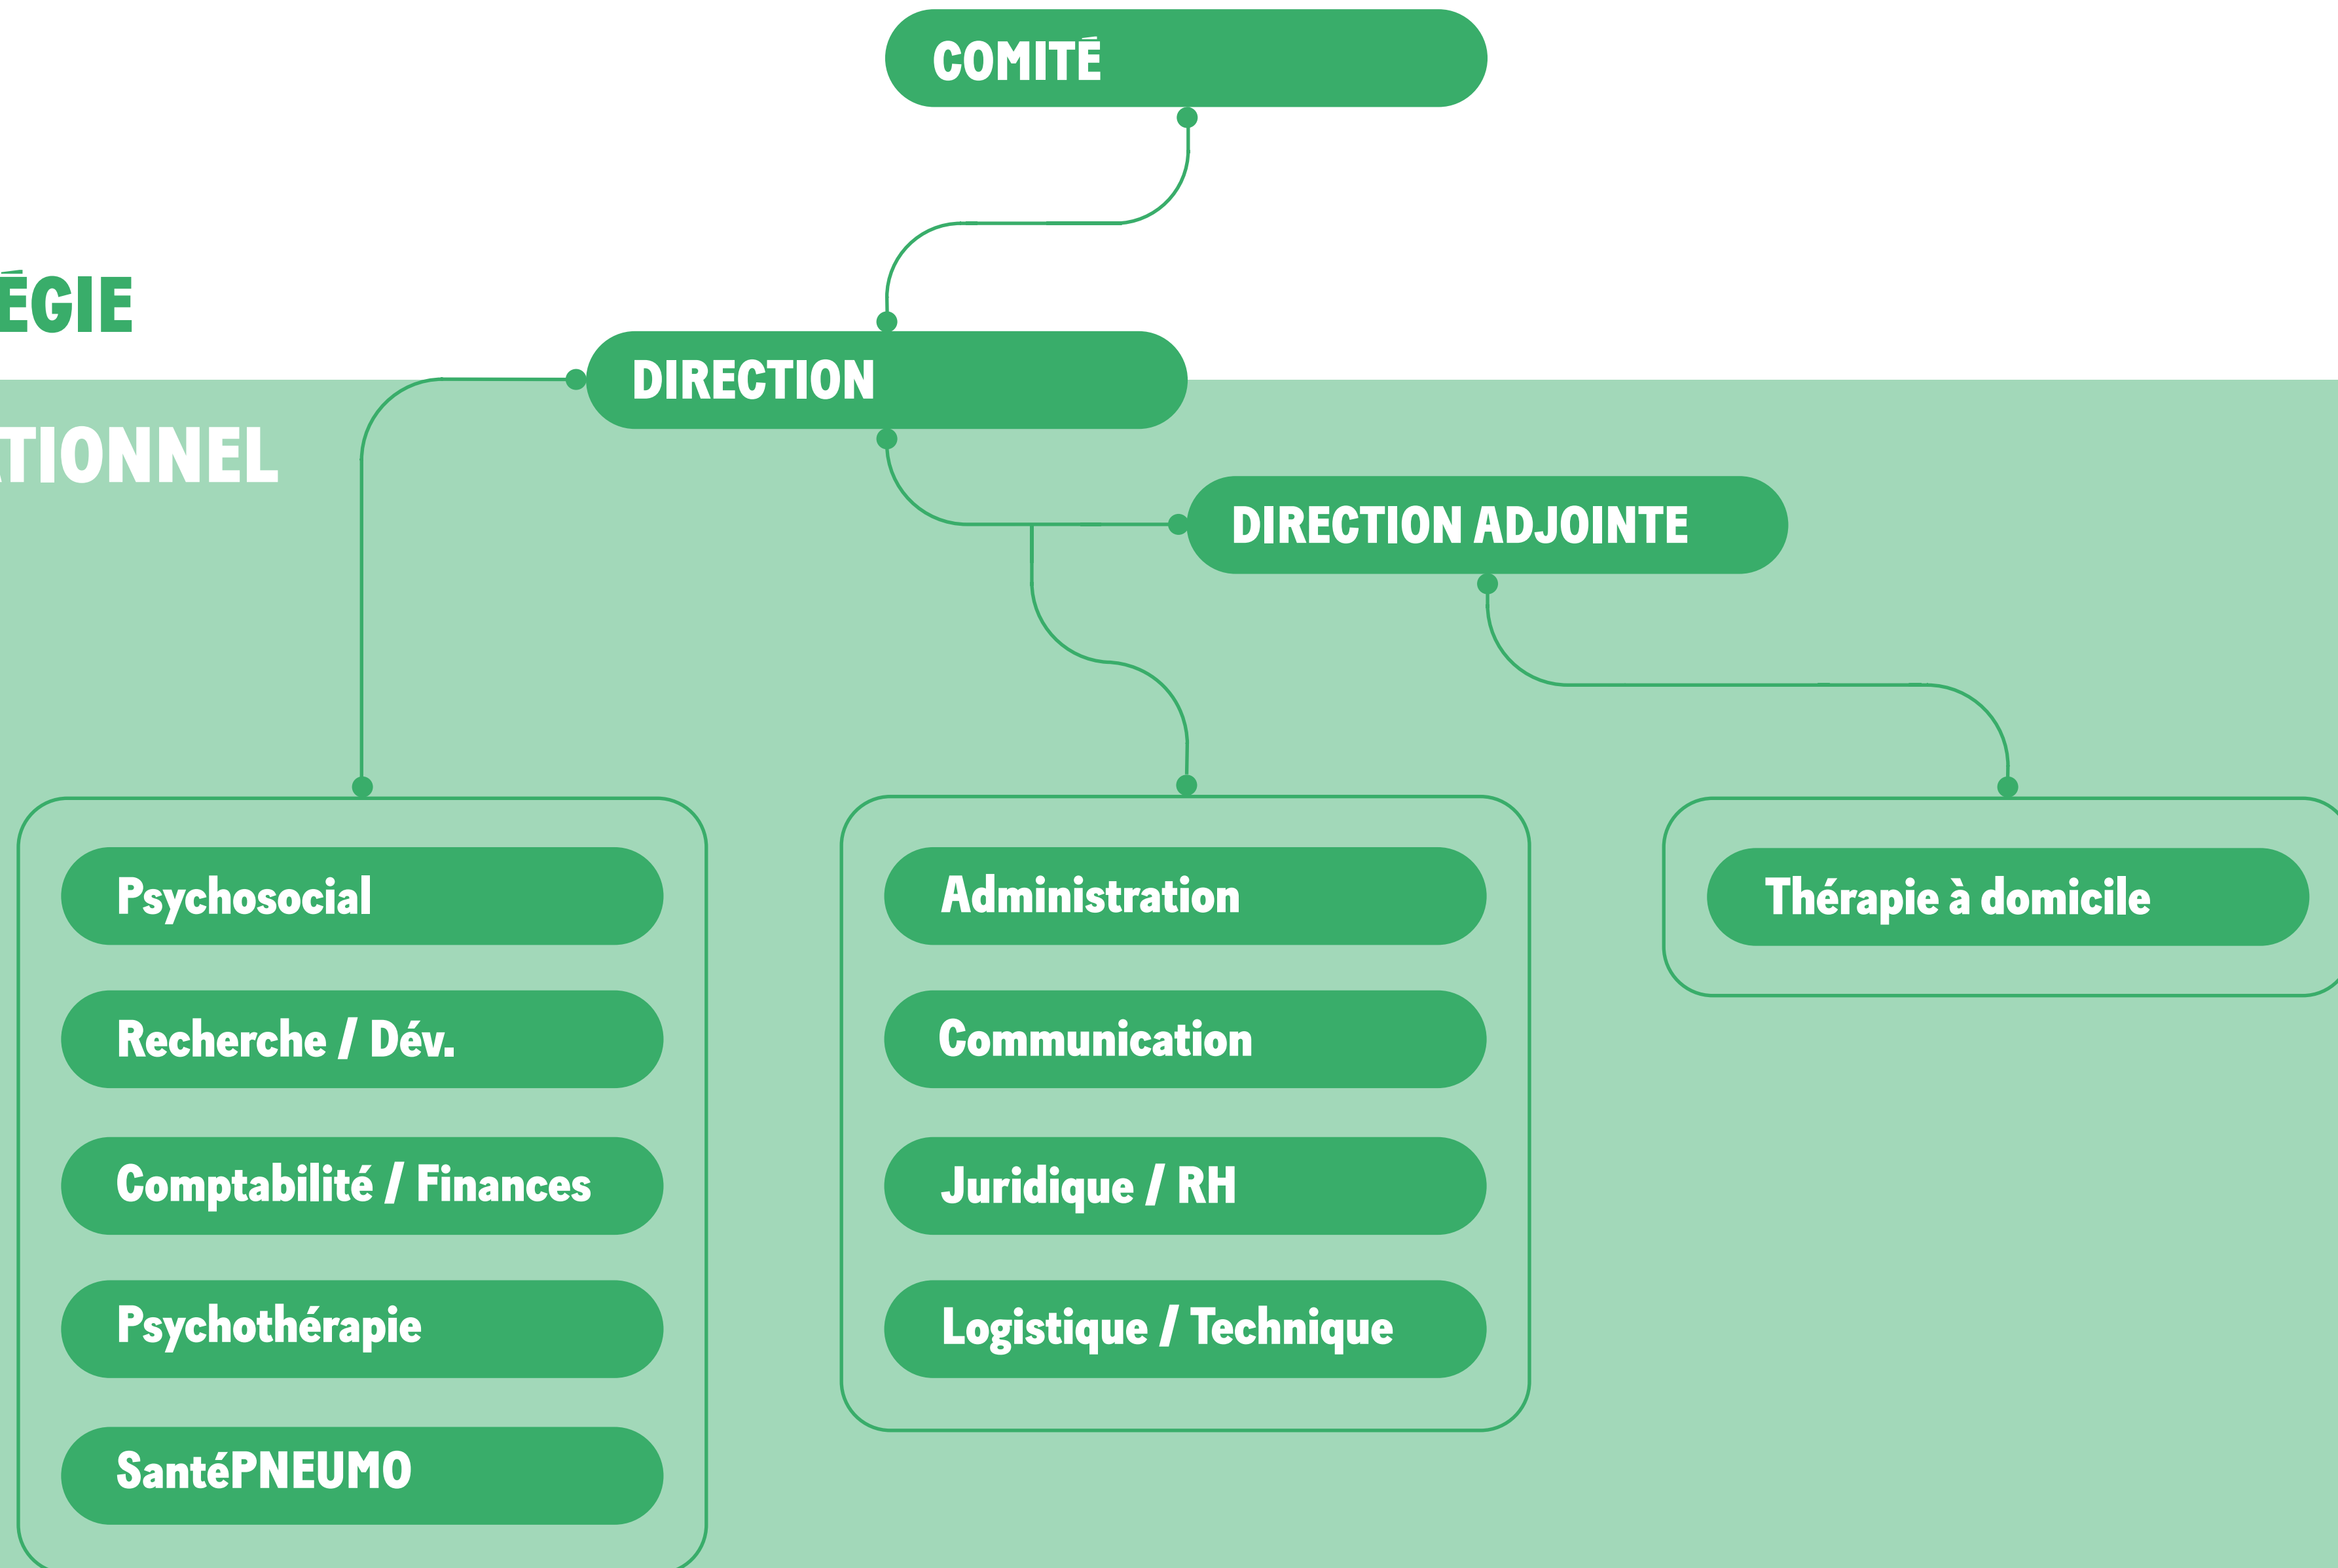 COMITÉ
ÉGIE
DIRECTION
TIONNEL
DIRECTION ADJOINTE
Psychosocial
Recherche / Dév.
Comptabilité / Finances
Psychothérapie
SantéPNEUMO
Administration
Communication
Juridique / RH
Logistique / Technique
Thérapie à domicile